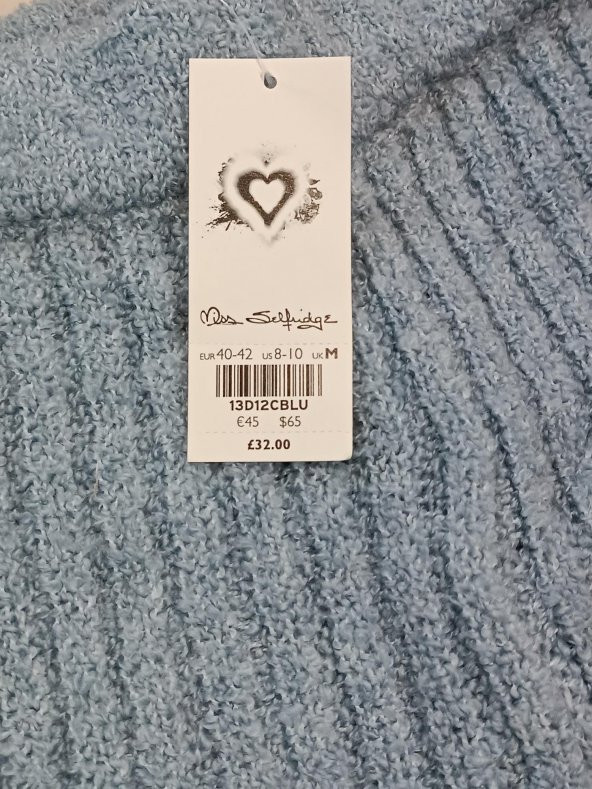 Miss Selfridge
EUR 40-42 US 8-10 UK M
13D12CBLU
€45 $65
£32.00